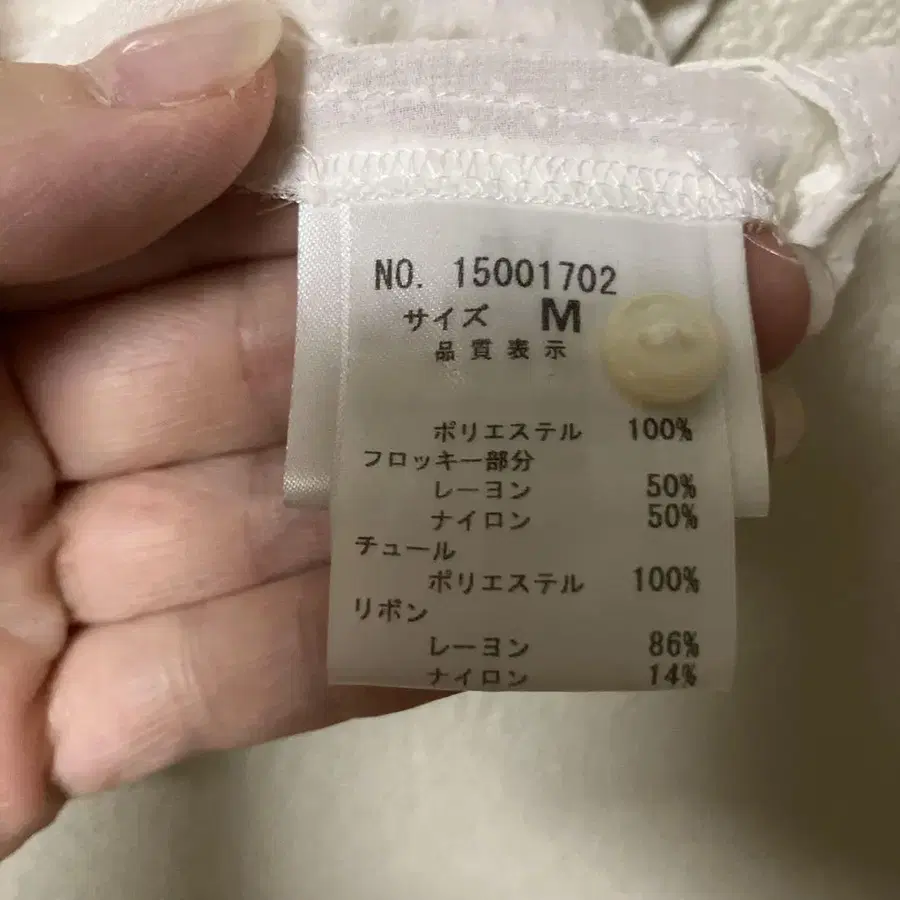 NO. 15001702
サイズ M
品質表示
ポリエステル 100%
フロッキー部分
レーヨン 50%
ナイロン 50%
チュール
ポリエステル 100%
リボン
レーヨン 86%
ナイロン 14%